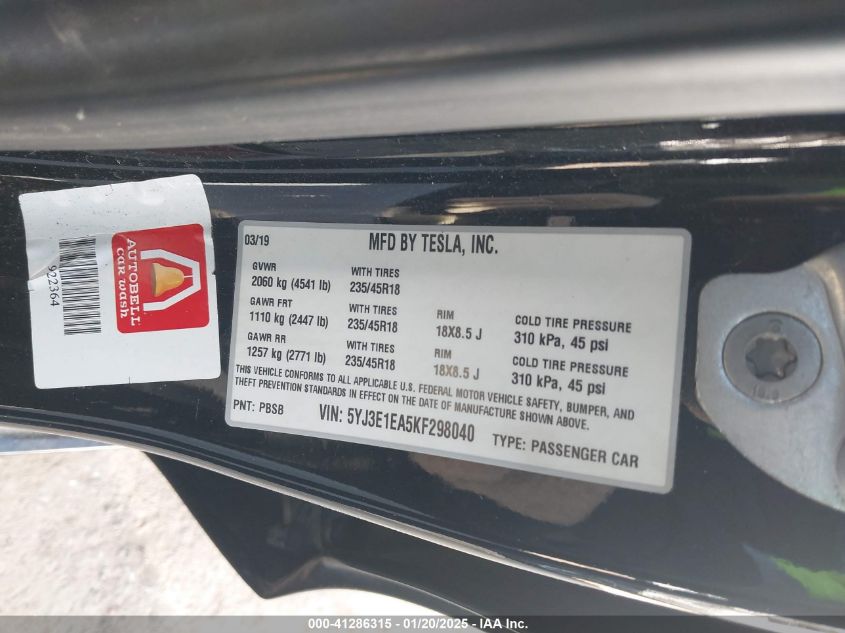 AUTOBELL
car wash
922364
03/19 MFD BY TESLA, INC.
GVWR WITH TIRES
2060 kg (4541 lb) 235/45R18
GAWR FRT WITH TIRES RIM COLD TIRE PRESSURE
1110 kg (2447 lb) 235/45R18 18X8.5 J 310 kPa, 45 psi
GAWR RR WITH TIRES RIM COLD TIRE PRESSURE
1257 kg (2771 lb) 235/45R18 18X8.5 J 310 kPa, 45 psi
THIS VEHICLE CONFORMS TO ALL APPLICABLE U.S. FEDERAL MOTOR VEHICLE SAFETY, BUMPER, AND
THEFT PREVENTION STANDARDS IN EFFECT ON THE DATE OF MANUFACTURE SHOWN ABOVE.
PNT: PBSB VIN: 5YJ3E1EA5KF298040 TYPE: PASSENGER CAR
000-41286315 - 01/20/2025 - IAA Inc.